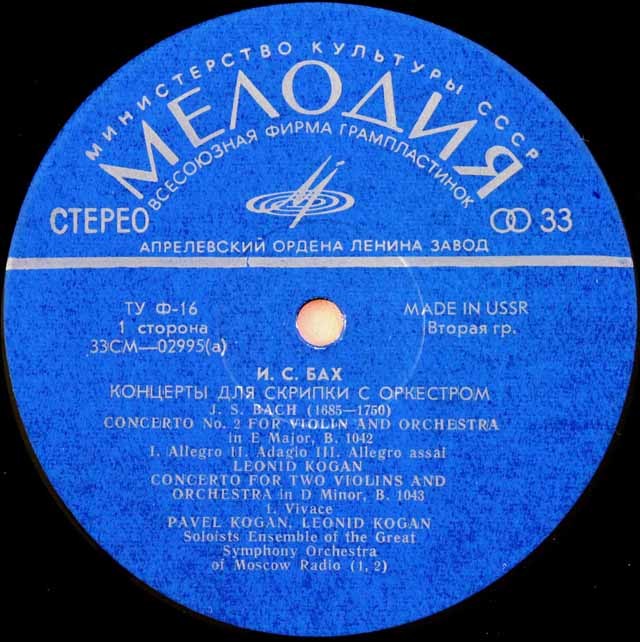 МИНИСТЕРСТВО КУЛЬТУРЫ СССР
МЕЛОДИЯ
ВСЕСОЮЗНАЯ ФИРМА ГРАМПЛАСТИНОК
СТЕРЕО
33
АПРЕЛЕВСКИЙ ОРДЕНА ЛЕНИНА ЗАВОД
ТУ Ф-16
1 сторона
33СМ—02995(а)
MADE IN USSR
Вторая гр.
И. С. БАХ
КОНЦЕРТЫ ДЛЯ СКРИПКИ С ОРКЕСТРОМ
J. S. BACH (1685—1750)
CONCERTO No. 2 FOR VIOLIN AND ORCHESTRA
in E Major, B. 1042
I. Allegro II. Adagio III. Allegro assai
LEONID KOGAN
CONCERTO FOR TWO VIOLINS AND
ORCHESTRA in D Minor, B. 1043
I. Vivace
PAVEL KOGAN, LEONID KOGAN
Soloists Ensemble of the Great
Symphony Orchestra
of Moscow Radio (1, 2)